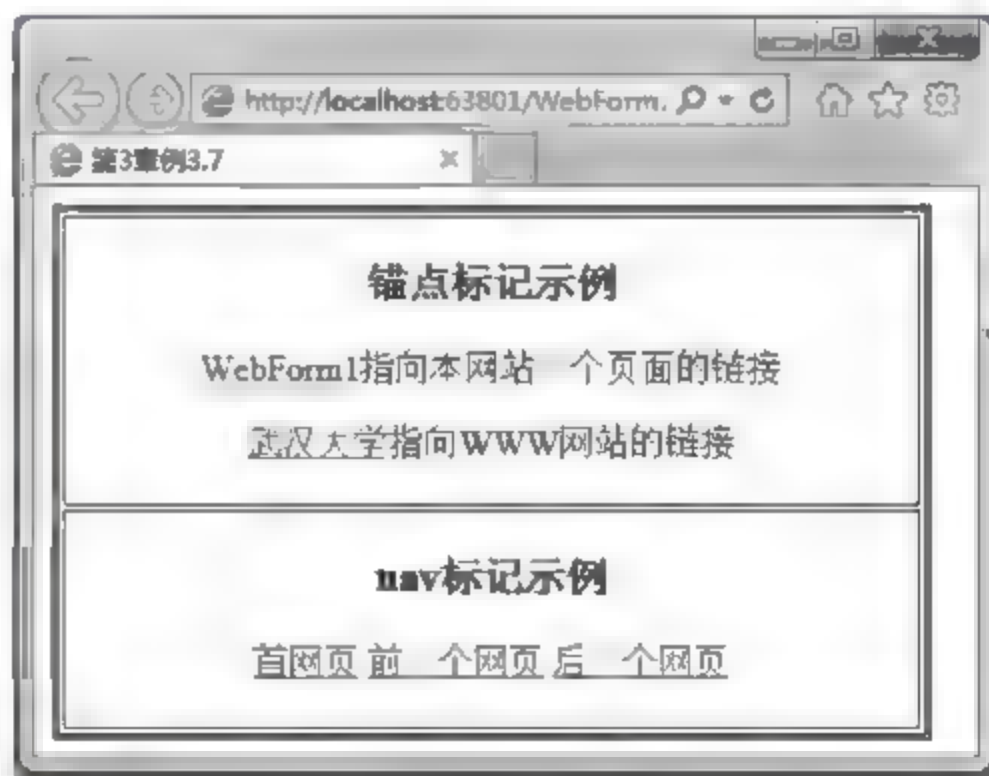 http://localhost:63801/WebForm.
第3章例3.7
锚点标记示例
WebForm1指向本网站 个页面的链接
武汉大学指向WWW网站的链接
nav标记示例
首网页 前 个网页 后 个网页